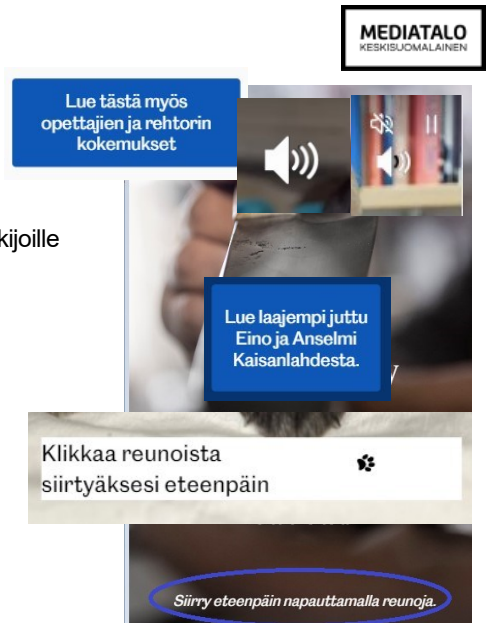 MEDIATALO
KESKISUOMALAINEN
Lue tästä myös
opettajien ja rehtorin
kokemukset
kijoille
Lue laajempi juttu
Eino ja Anselmi
Kaisanlahdesta.
Klikkaa reunoista
siirtyäksesi eteenpäin
Siirry eteenpäin napauttamalla reunoja.